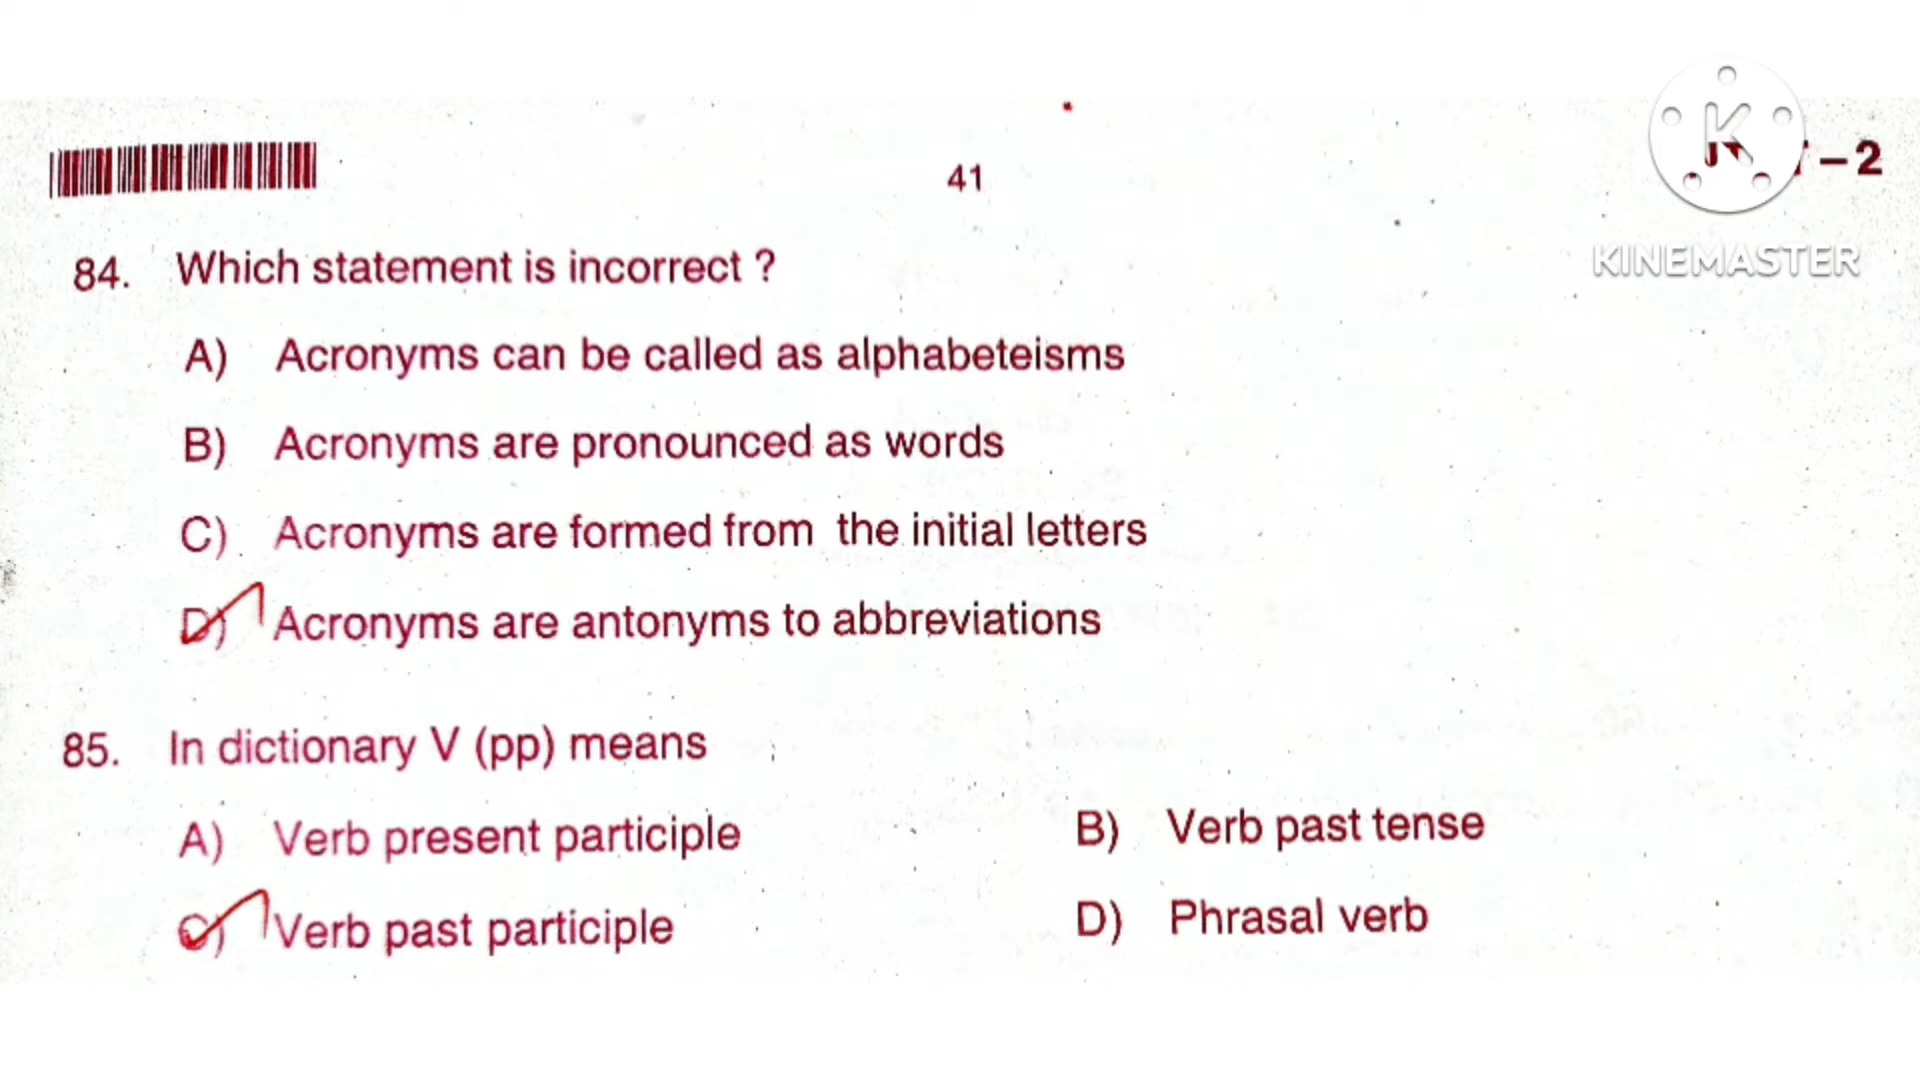 41
– 2
KINEMASTER
84. Which statement is incorrect ?
A) Acronyms can be called as alphabeteisms
B) Acronyms are pronounced as words
C) Acronyms are formed from the initial letters
D) Acronyms are antonyms to abbreviations
85. In dictionary V (pp) means
A) Verb present participle
B) Verb past tense
C) Verb past participle
D) Phrasal verb